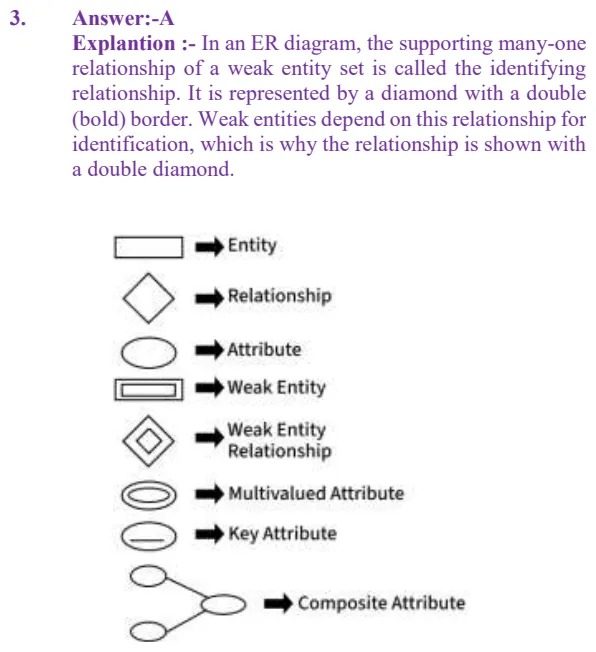 3. Answer:-A
Explantion :- In an ER diagram, the supporting many-one
relationship of a weak entity set is called the identifying
relationship. It is represented by a diamond with a double
(bold) border. Weak entities depend on this relationship for
identification, which is why the relationship is shown with
a double diamond.
Entity
Relationship
Attribute
Weak Entity
Weak Entity
Relationship
Multivalued Attribute
Key Attribute
Composite Attribute